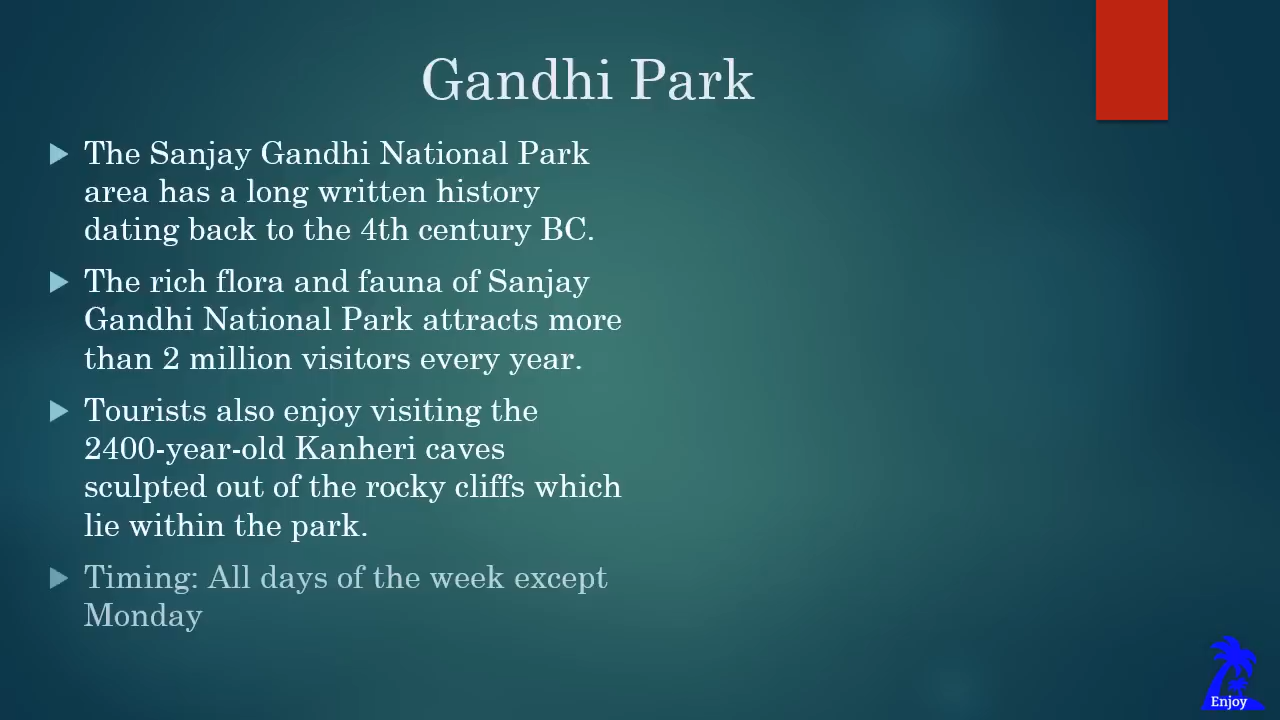 Gandhi Park
The Sanjay Gandhi National Park
area has a long written history
dating back to the 4th century BC.
The rich flora and fauna of Sanjay
Gandhi National Park attracts more
than 2 million visitors every year.
Tourists also enjoy visiting the
2400-year-old Kanheri caves
sculpted out of the rocky cliffs which
lie within the park.
Timing: All days of the week except
Monday
Enjoy